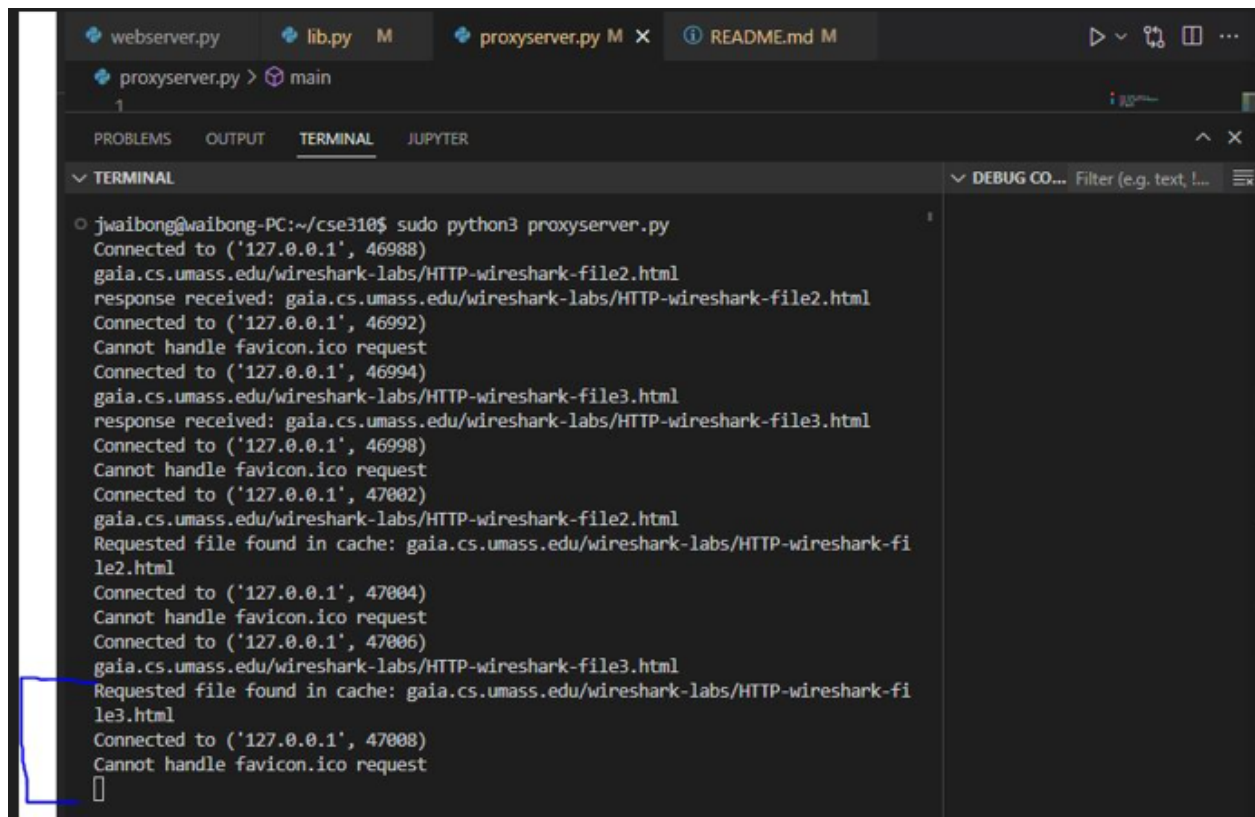 webserver.py lib.py M proxyserver.py M README.md M
proxyserver.py > main
1
PROBLEMS OUTPUT TERMINAL JUPYTER
TERMINAL DEBUG CO... Filter (e.g. text, !...
jwaibong@waibong-PC:~/cse310$ sudo python3 proxyserver.py
Connected to ('127.0.0.1', 46988)
gaia.cs.umass.edu/wireshark-labs/HTTP-wireshark-file2.html
response received: gaia.cs.umass.edu/wireshark-labs/HTTP-wireshark-file2.html
Connected to ('127.0.0.1', 46992)
Cannot handle favicon.ico request
Connected to ('127.0.0.1', 46994)
gaia.cs.umass.edu/wireshark-labs/HTTP-wireshark-file3.html
response received: gaia.cs.umass.edu/wireshark-labs/HTTP-wireshark-file3.html
Connected to ('127.0.0.1', 46998)
Cannot handle favicon.ico request
Connected to ('127.0.0.1', 47002)
gaia.cs.umass.edu/wireshark-labs/HTTP-wireshark-file2.html
Requested file found in cache: gaia.cs.umass.edu/wireshark-labs/HTTP-wireshark-fi
le2.html
Connected to ('127.0.0.1', 47004)
Cannot handle favicon.ico request
Connected to ('127.0.0.1', 47006)
gaia.cs.umass.edu/wireshark-labs/HTTP-wireshark-file3.html
Requested file found in cache: gaia.cs.umass.edu/wireshark-labs/HTTP-wireshark-fi
le3.html
Connected to ('127.0.0.1', 47008)
Cannot handle favicon.ico request